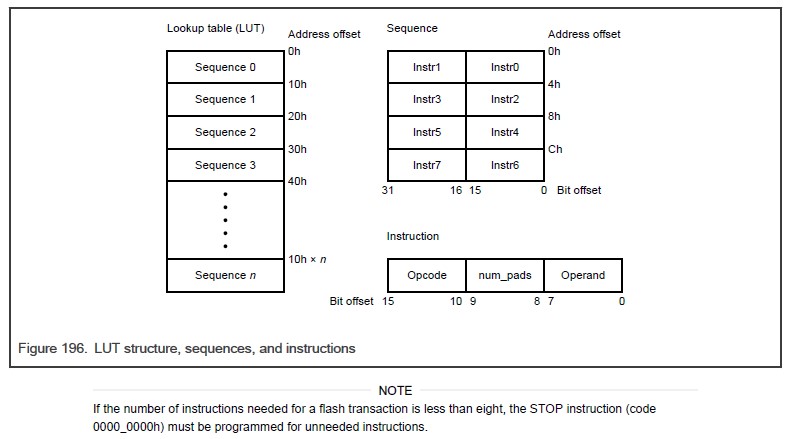 Lookup table (LUT)
Address offset
0h
Sequence 0
10h
Sequence 1
20h
Sequence 2
30h
Sequence 3
40h
10h × n
Sequence n
Sequence
Address offset
0h
Instr1 Instr0
4h
Instr3 Instr2
8h
Instr5 Instr4
Ch
Instr7 Instr6
31 16 15 0 Bit offset
Instruction
Opcode num_pads Operand
Bit offset 15 10 9 8 7 0
Figure 196. LUT structure, sequences, and instructions
NOTE
If the number of instructions needed for a flash transaction is less than eight, the STOP instruction (code
0000_0000h) must be programmed for unneeded instructions.